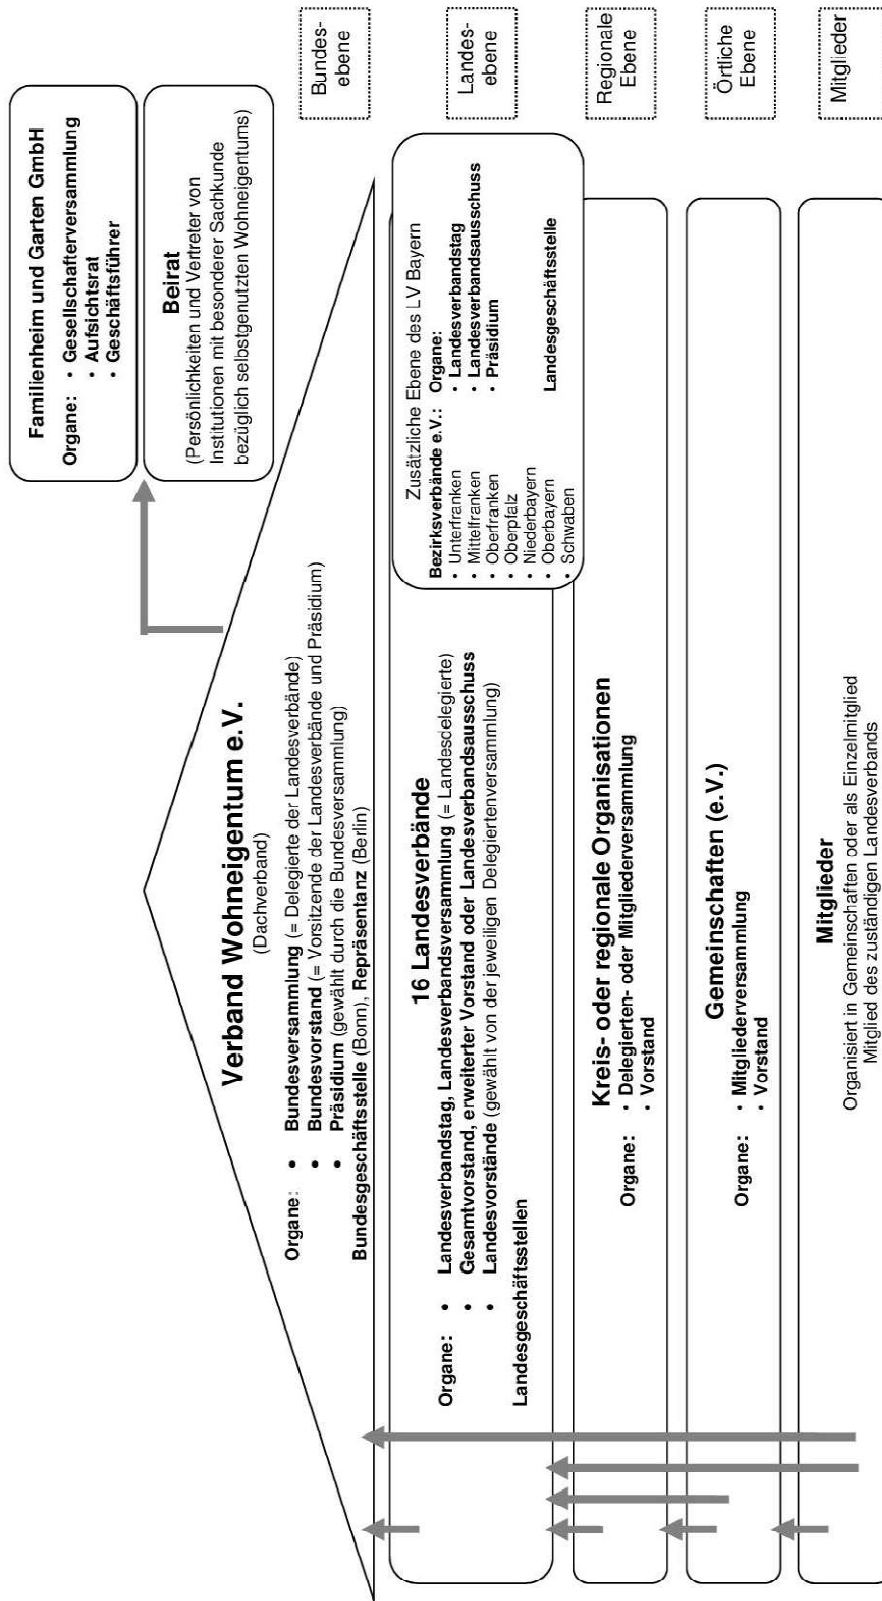 Familienheim und Garten GmbH
Organe: • Gesellschafterversammlung
• Aufsichtsrat
• Geschäftsführer
Beirat
(Persönlichkeiten und Vertreter von
Institutionen mit besonderer Sachkunde
bezüglich selbstgenutzten Wohneigentums)
Verband Wohneigentum e.V.
(Dachverband)
Organe: • Bundesversammlung (= Delegierte der Landesverbände)
• Bundesvorstand (= Vorsitzende der Landesverbände und Präsidium)
• Präsidium (gewählt durch die Bundesversammlung)
Bundesgeschäftsstelle (Bonn), Repräsentanz (Berlin)
Bundes-
ebene
16 Landesverbände
Organe: • Landesverbandstag, Landesverbandsversammlung (= Landesdelegierte)
• Gesamtvorstand, erweiterter Vorstand oder Landesverbandsausschuss
• Landesvorstände (gewählt von der jeweiligen Delegiertenversammlung)
Landesgeschäftsstellen
Zusätzliche Ebene des LV Bayern
Bezirksverbände e.V.: Organe:
• Unterfranken • Landesverbandstag
• Mittelfranken • Landesverbandsausschuss
• Oberfranken • Präsidium
• Oberpfalz
• Niederbayern
• Oberbayern Landesgeschäftsstelle
• Schwaben
Landes-
ebene
Kreis- oder regionale Organisationen
Organe: • Delegierten- oder Mitgliederversammlung
• Vorstand
Regionale
Ebene
Gemeinschaften (e.V.)
Organe: • Mitgliederversammlung
• Vorstand
Örtliche
Ebene
Mitglieder
Organisiert in Gemeinschaften oder als Einzelmitglied
Mitglied des zuständigen Landesverbands
Mitglieder